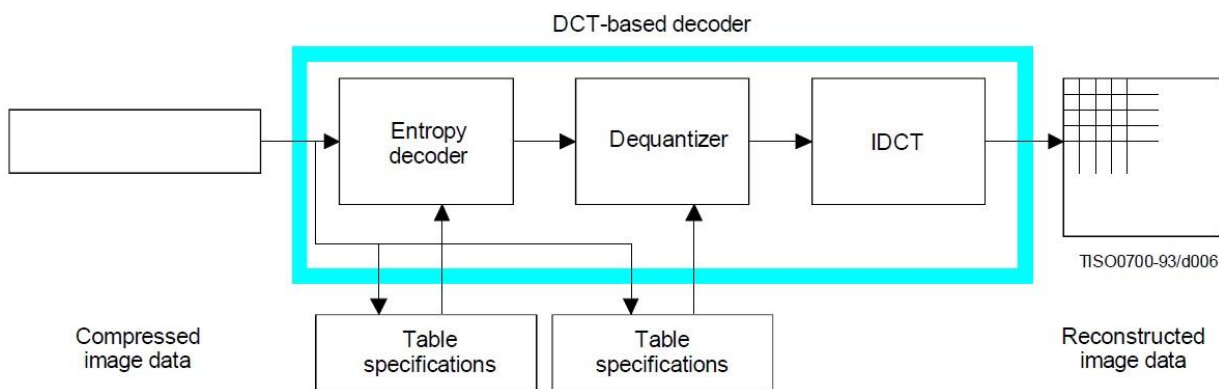 DCT-based decoder
Entropy
decoder
Dequantizer
IDCT
TISO0700-93/d006
Compressed
image data
Table
specifications
Table
specifications
Reconstructed
image data